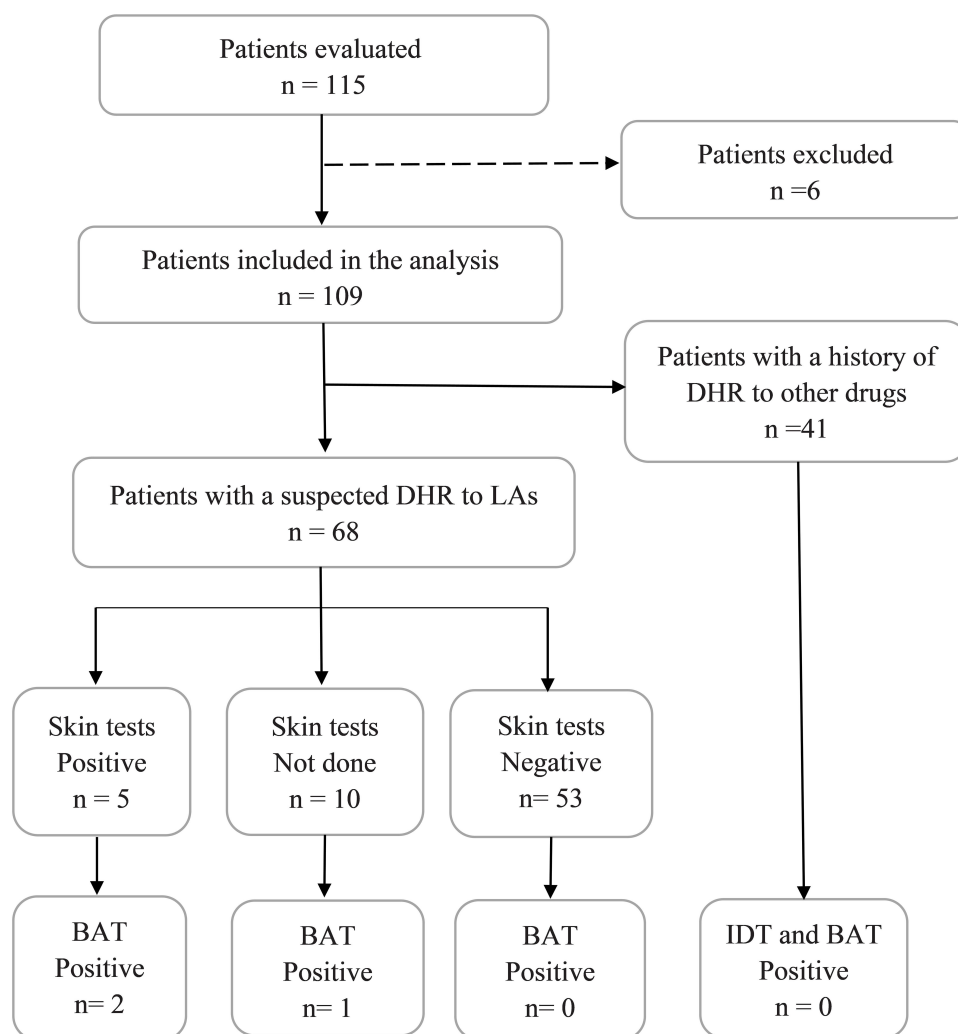 Patients evaluated
n = 115
Patients excluded
n =6
Patients included in the analysis
n = 109
Patients with a history of
DHR to other drugs
n =41
Patients with a suspected DHR to LAs
n = 68
Skin tests
Positive
n = 5
Skin tests
Not done
n = 10
Skin tests
Negative
n= 53
BAT
Positive
n= 2
BAT
Positive
n= 1
BAT
Positive
n= 0
IDT and BAT
Positive
n = 0